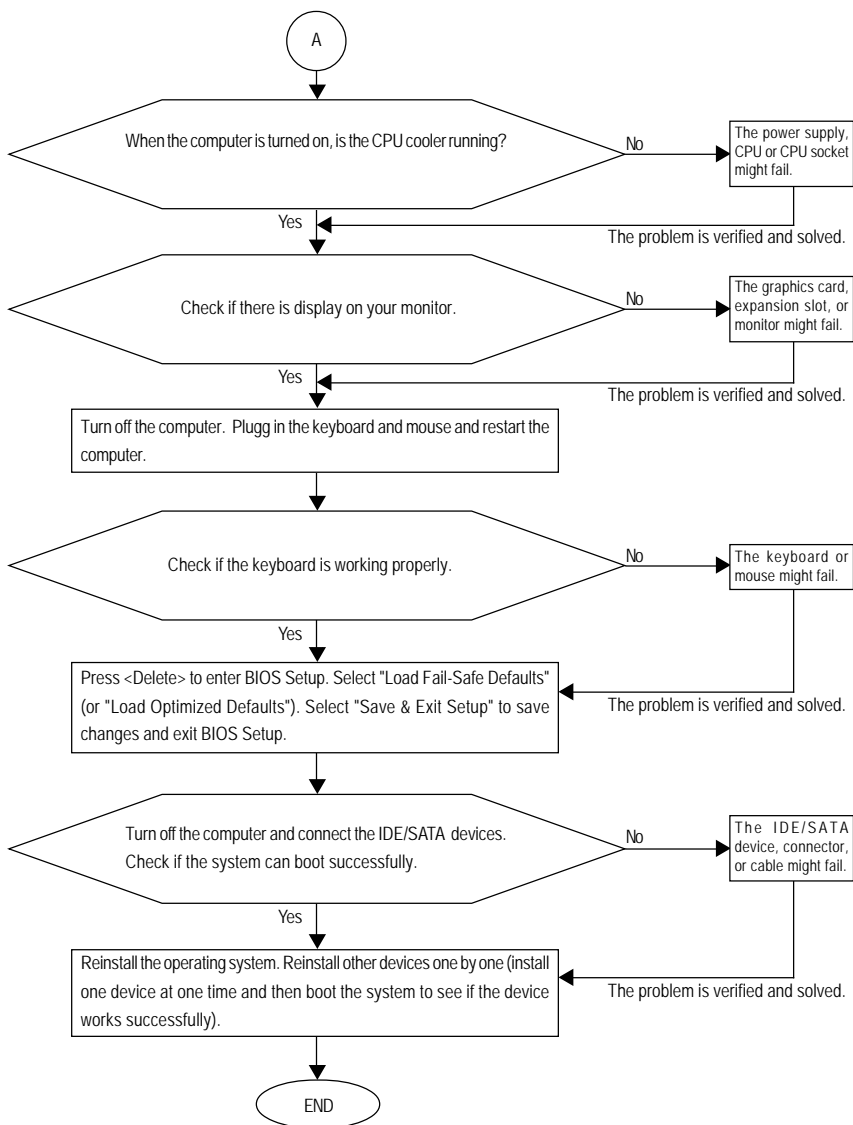 A
When the computer is turned on, is the CPU cooler running?
No
The power supply,
CPU or CPU socket
might fail.
Yes
The problem is verified and solved.
Check if there is display on your monitor.
No
The graphics card,
expansion slot, or
monitor might fail.
Yes
The problem is verified and solved.
Turn off the computer. Plugg in the keyboard and mouse and restart the
computer.
Check if the keyboard is working properly.
No
The keyboard or
mouse might fail.
Yes
Press <Delete> to enter BIOS Setup. Select "Load Fail-Safe Defaults"
(or "Load Optimized Defaults"). Select "Save & Exit Setup" to save
changes and exit BIOS Setup.
The problem is verified and solved.
Turn off the computer and connect the IDE/SATA devices.
Check if the system can boot successfully.
No
The IDE/SATA
device, connector,
or cable might fail.
Yes
Reinstall the operating system. Reinstall other devices one by one (install
one device at one time and then boot the system to see if the device
works successfully).
The problem is verified and solved.
END